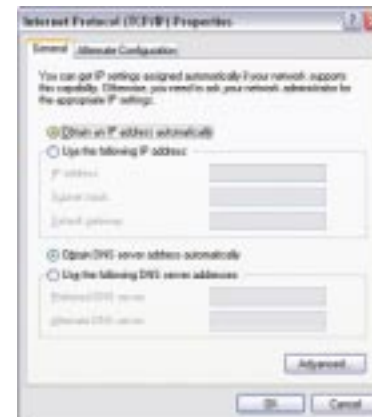 Internet Protocol (TCP/IP) Properties
General
Alternate Configuration
You can get IP settings assigned automatically if your network supports
this capability. Otherwise, you need to ask your network administrator for
the appropriate IP settings.
Obtain an IP address automatically
Use the following IP address:
IP address:
Subnet mask:
Default gateway:
Obtain DNS server address automatically
Use the following DNS server addresses:
Preferred DNS server:
Alternate DNS server:
Advanced...
OK
Cancel